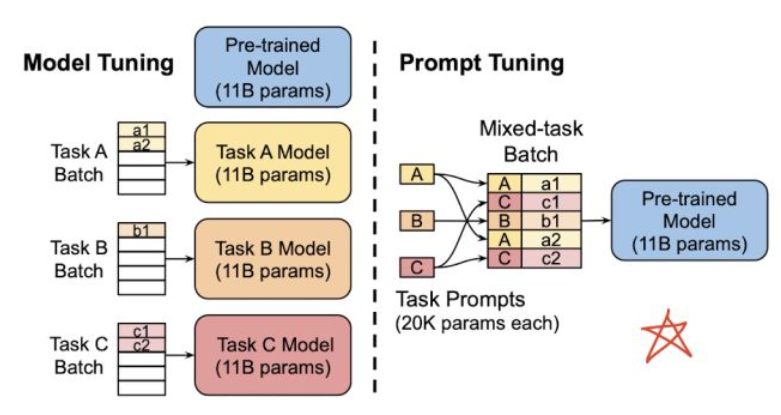 Model Tuning
Pre-trained
Model
(11B params)
Task A
Batch
a1
a2
Task A Model
(11B params)
Task B
Batch
b1
Task B Model
(11B params)
Task C
Batch
c1
c2
Task C Model
(11B params)
Prompt Tuning
Mixed-task
Batch
A
B
C
A a1
C c1
B b1
A a2
C c2
Task Prompts
(20K params each)
Pre-trained
Model
(11B params)